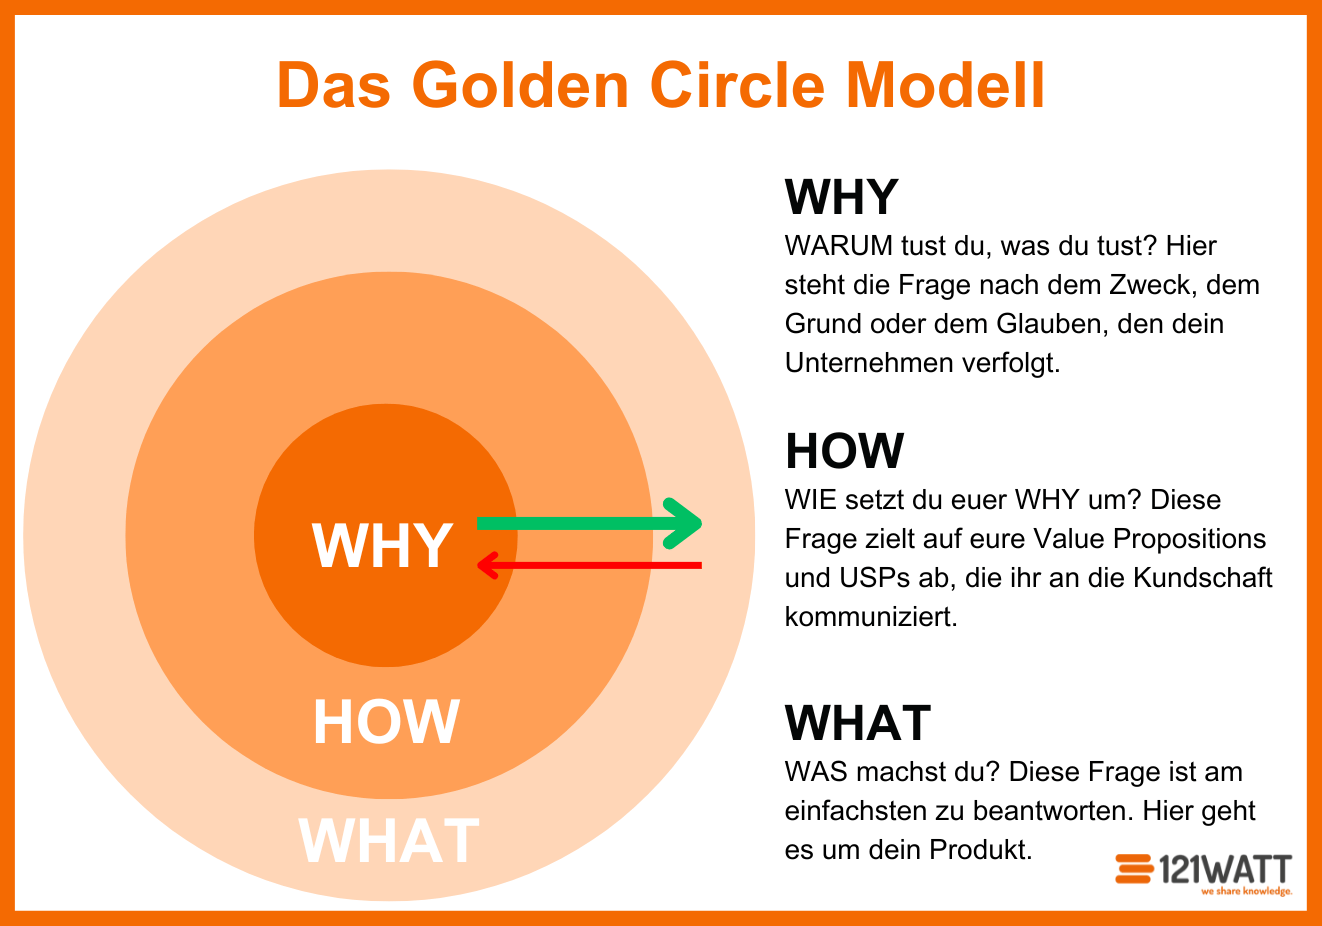 Das Golden Circle Modell
WHY
HOW
WHAT
WHY
WARUM tust du, was du tust? Hier
steht die Frage nach dem Zweck, dem
Grund oder dem Glauben, den dein
Unternehmen verfolgt.
HOW
WIE setzt du euer WHY um? Diese
Frage zielt auf eure Value Propositions
und USPs ab, die ihr an die Kundschaft
kommuniziert.
WHAT
WAS machst du? Diese Frage ist am
einfachsten zu beantworten. Hier geht
es um dein Produkt.
121WATT
we share knowledge.